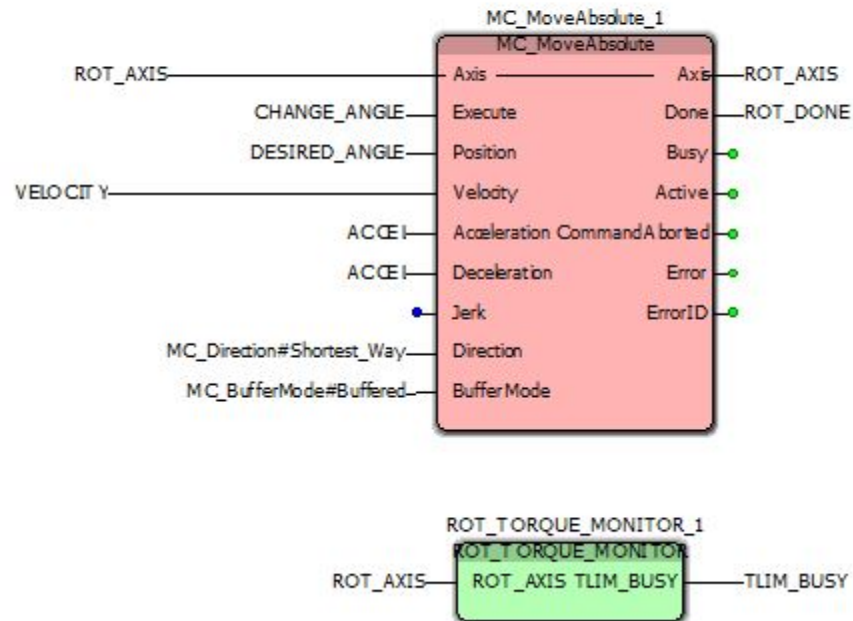 MC_MoveAbsolute_1
MC_MoveAbsolute
ROT_AXIS Axis Axis ROT_AXIS
CHANGE_ANGLE Execute Done ROT_DONE
DESIRED_ANGLE Position Busy
VELOCITY Velocity Active
ACCEL Acceleration CommandAborted
ACCEL Deceleration Error
Jerk ErrorID
MC_Direction#Shortest_Way Direction
MC_BufferMode#Buffered BufferMode
ROT_TORQUE_MONITOR_1
ROT_TORQUE_MONITOR
ROT_AXIS ROT_AXIS TLIM_BUSY TLIM_BUSY